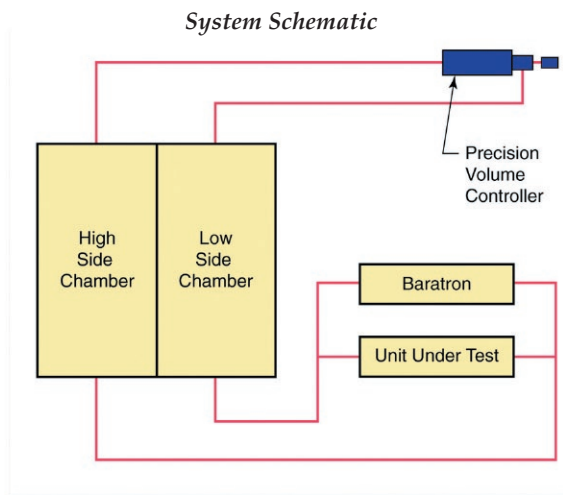 System Schematic
Precision
Volume
Controller
High
Side
Chamber
Low
Side
Chamber
Baratron
Unit Under Test